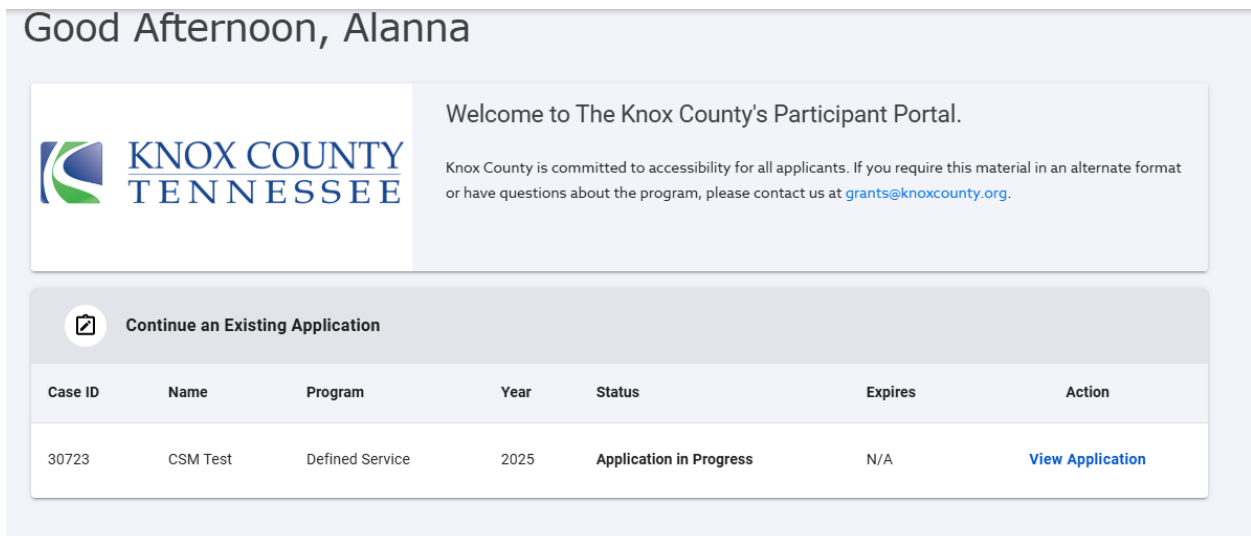 Good Afternoon, Alanna
KNOX COUNTY
TENNESSEE
Welcome to The Knox County's Participant Portal.
Knox County is committed to accessibility for all applicants. If you require this material in an alternate format
or have questions about the program, please contact us at grants@knoxcounty.org.
Continue an Existing Application
Case ID Name Program Year Status Expires Action
30723 CSM Test Defined Service 2025 Application in Progress N/A View Application